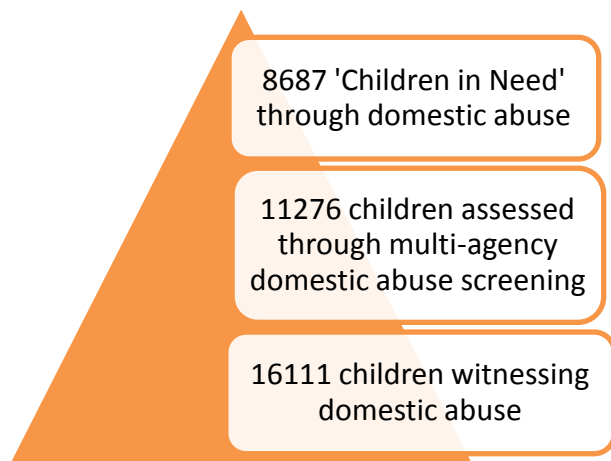 8687 'Children in Need'
through domestic abuse
11276 children assessed
through multi-agency
domestic abuse screening
16111 children witnessing
domestic abuse